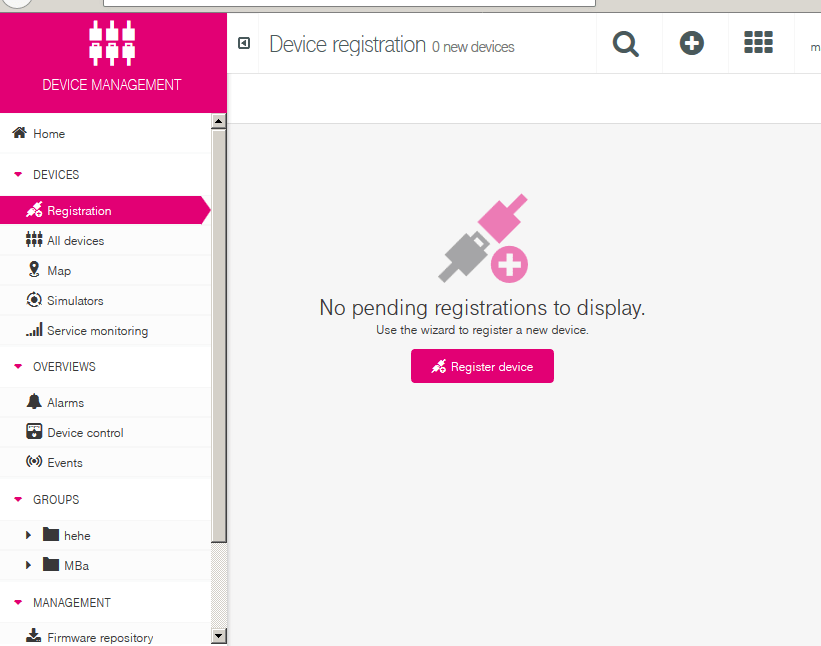 DEVICE MANAGEMENT
Home
DEVICES
Registration
All devices
Map
Simulators
Service monitoring
OVERVIEWS
Alarms
Device control
Events
GROUPS
hehe
MBa
MANAGEMENT
Firmware repository
Device registration 0 new devices
m
No pending registrations to display.
Use the wizard to register a new device.
Register device